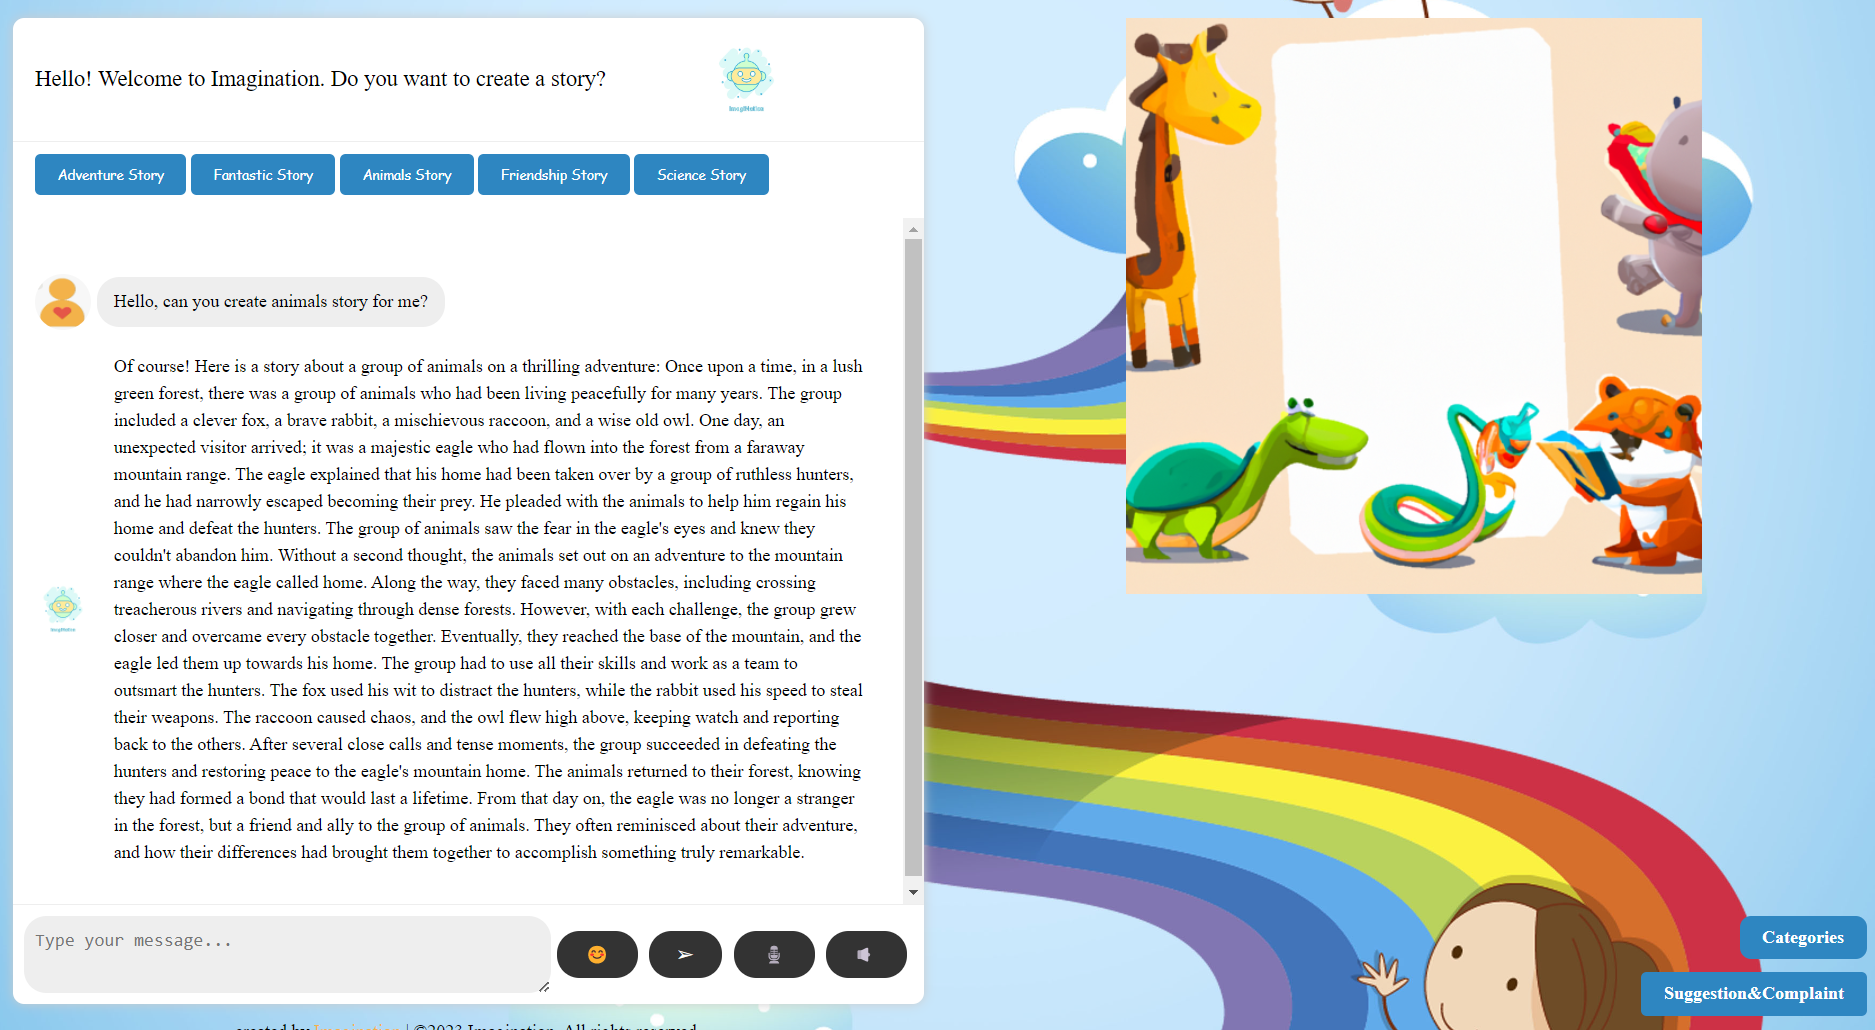 Hello! Welcome to Imagination. Do you want to create a story?
ImagiNation
Adventure Story
Fantastic Story
Animals Story
Friendship Story
Science Story
Hello, can you create animals story for me?
Of course! Here is a story about a group of animals on a thrilling adventure: Once upon a time, in a lush
green forest, there was a group of animals who had been living peacefully for many years. The group
included a clever fox, a brave rabbit, a mischievous raccoon, and a wise old owl. One day, an
unexpected visitor arrived; it was a majestic eagle who had flown into the forest from a faraway
mountain range. The eagle explained that his home had been taken over by a group of ruthless hunters,
and he had narrowly escaped becoming their prey. He pleaded with the animals to help him regain his
home and defeat the hunters. The group of animals saw the fear in the eagle's eyes and knew they
couldn't abandon him. Without a second thought, the animals set out on an adventure to the mountain
range where the eagle called home. Along the way, they faced many obstacles, including crossing
treacherous rivers and navigating through dense forests. However, with each challenge, the group grew
closer and overcame every obstacle together. Eventually, they reached the base of the mountain, and the
eagle led them up towards his home. The group had to use all their skills and work as a team to
outsmart the hunters. The fox used his wit to distract the hunters, while the rabbit used his speed to steal
their weapons. The raccoon caused chaos, and the owl flew high above, keeping watch and reporting
back to the others. After several close calls and tense moments, the group succeeded in defeating the
hunters and restoring peace to the eagle's mountain home. The animals returned to their forest, knowing
they had formed a bond that would last a lifetime. From that day on, the eagle was no longer a stranger
in the forest, but a friend and ally to the group of animals. They often reminisced about their adventure,
and how their differences had brought them together to accomplish something truly remarkable.
Type your message...
Categories
Suggestion&Complaint
created by Imagination | ©2023 Imagination. All rights reserved